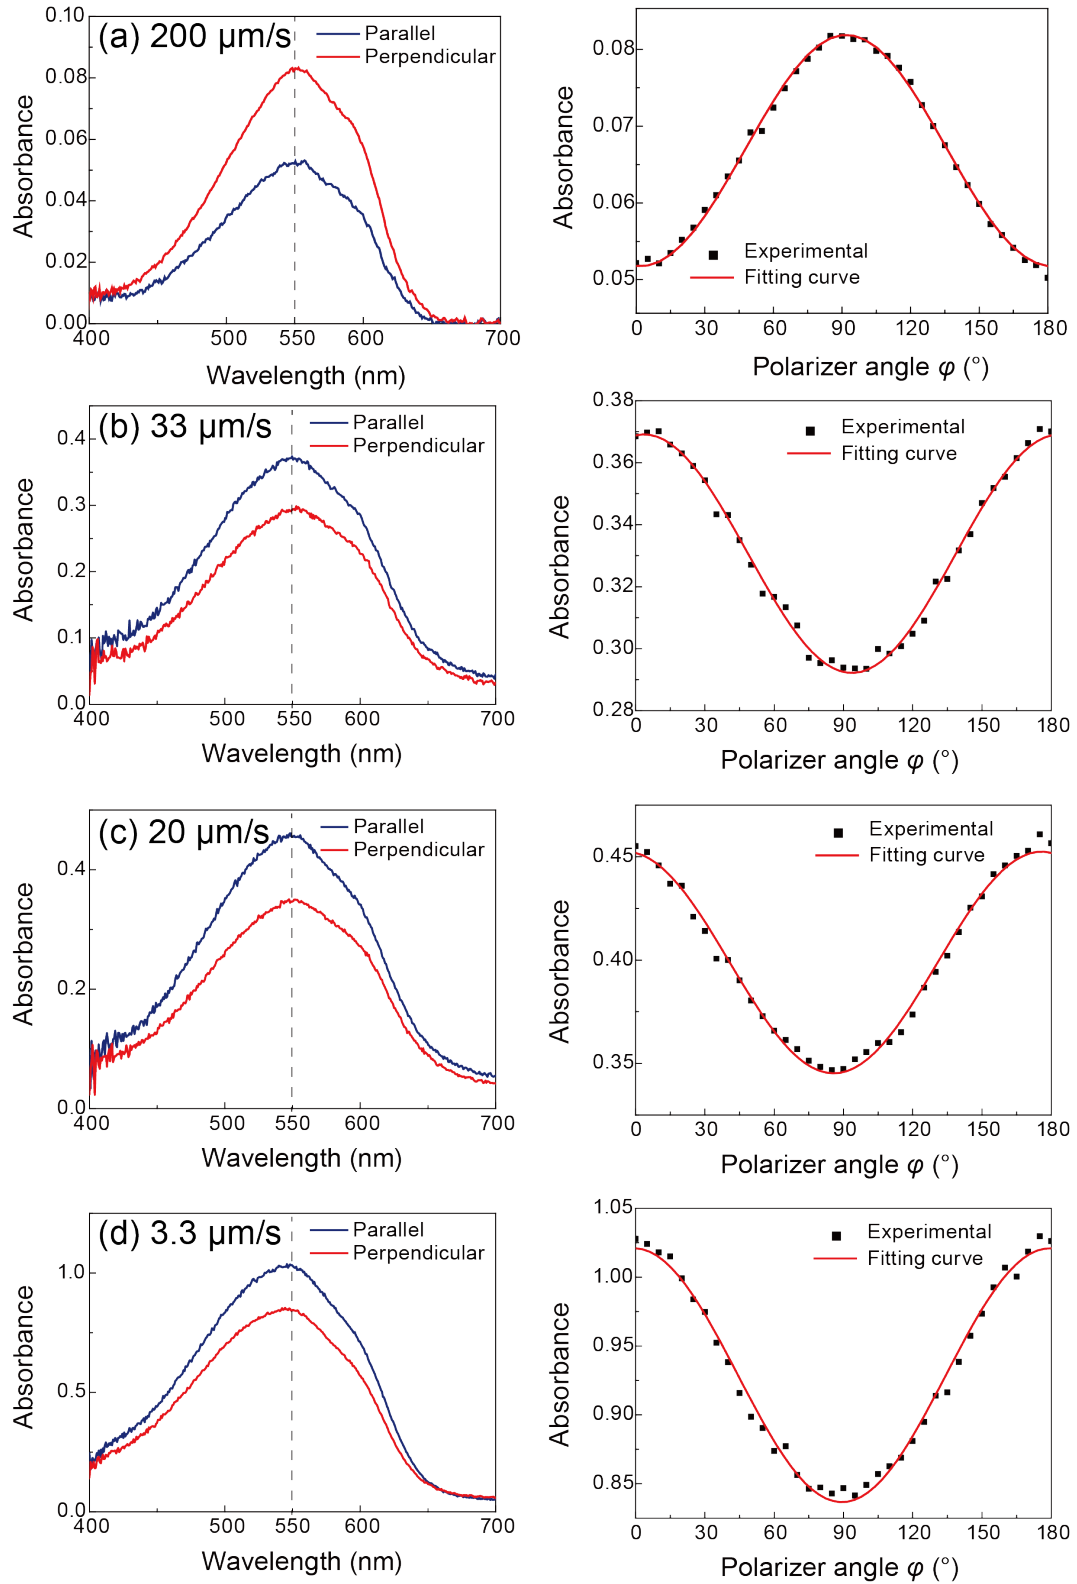 (a) 200 μm/s
Parallel
Perpendicular
0.10
0.08
0.06
0.04
0.02
0.00
400
500
550
600
700
Absorbance
Wavelength (nm)
0.08
0.07
0.06
0.05
0
30
60
90
120
150
180
Experimental
Fitting curve
Absorbance
Polarizer angle φ (°)
(b) 33 μm/s
Parallel
Perpendicular
0.4
0.3
0.2
0.1
0.0
400
500
550
600
700
Absorbance
Wavelength (nm)
0.38
0.36
0.34
0.32
0.30
0.28
0
30
60
90
120
150
180
Experimental
Fitting curve
Absorbance
Polarizer angle φ (°)
(c) 20 μm/s
Parallel
Perpendicular
0.4
0.2
0.0
400
500
550
600
700
Absorbance
Wavelength (nm)
0.45
0.40
0.35
0
30
60
90
120
150
180
Experimental
Fitting curve
Absorbance
Polarizer angle φ (°)
(d) 3.3 μm/s
Parallel
Perpendicular
1.0
0.5
0.0
400
500
550
600
700
Absorbance
Wavelength (nm)
1.05
1.00
0.95
0.90
0.85
0
30
60
90
120
150
180
Experimental
Fitting curve
Absorbance
Polarizer angle φ (°)